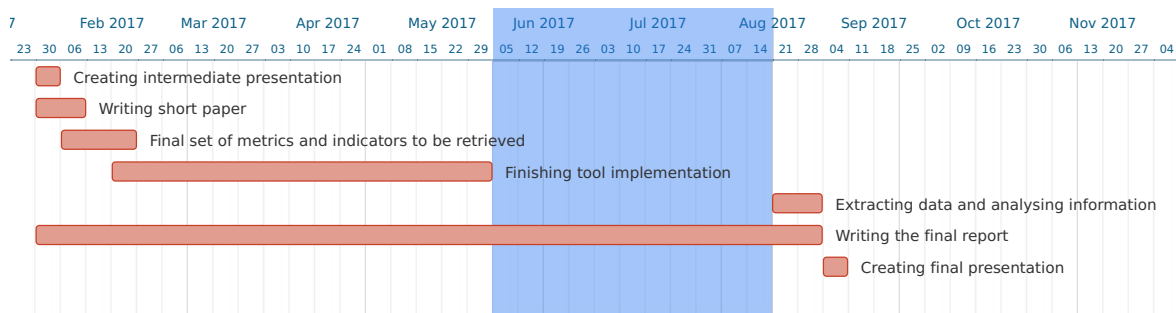 7 Feb 2017 Mar 2017 Apr 2017 May 2017 Jun 2017 Jul 2017 Aug 2017 Sep 2017 Oct 2017 Nov 2017
23 30 06 13 20 27 06 13 20 27 03 10 17 24 01 08 15 22 29 05 12 19 26 03 10 17 24 31 07 14 21 28 04 11 18 25 02 09 16 23 30 06 13 20 27 04
Creating intermediate presentation
Writing short paper
Final set of metrics and indicators to be retrieved
Finishing tool implementation
Extracting data and analysing information
Writing the final report
Creating final presentation